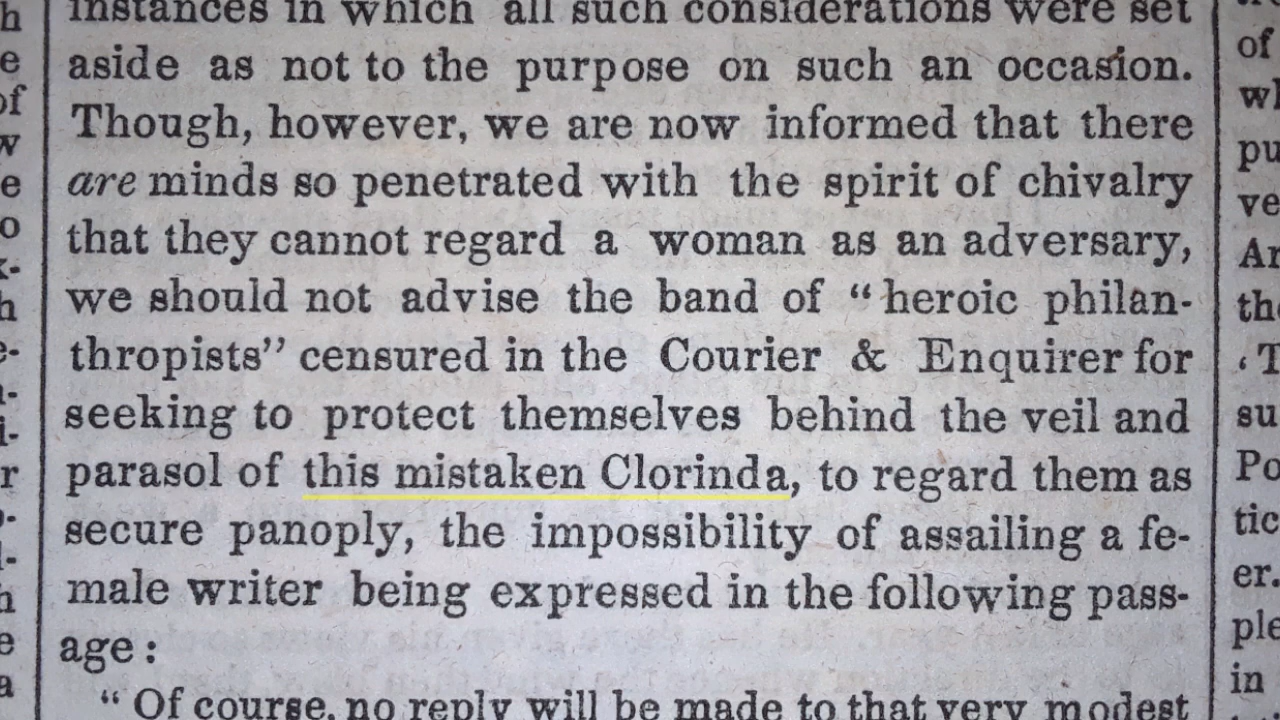 instances in which all such considerations were set
aside as not to the purpose on such an occasion.
Though, however, we are now informed that there
are minds so penetrated with the spirit of chivalry
that they cannot regard a woman as an adversary,
we should not advise the band of “heroic philan-
thropists” censured in the Courier & Enquirer for
seeking to protect themselves behind the veil and
parasol of this mistaken Clorinda, to regard them as
secure panoply, the impossibility of assailing a fe-
male writer being expressed in the following pass-
age:
“Of course, no reply will be made to that very modest